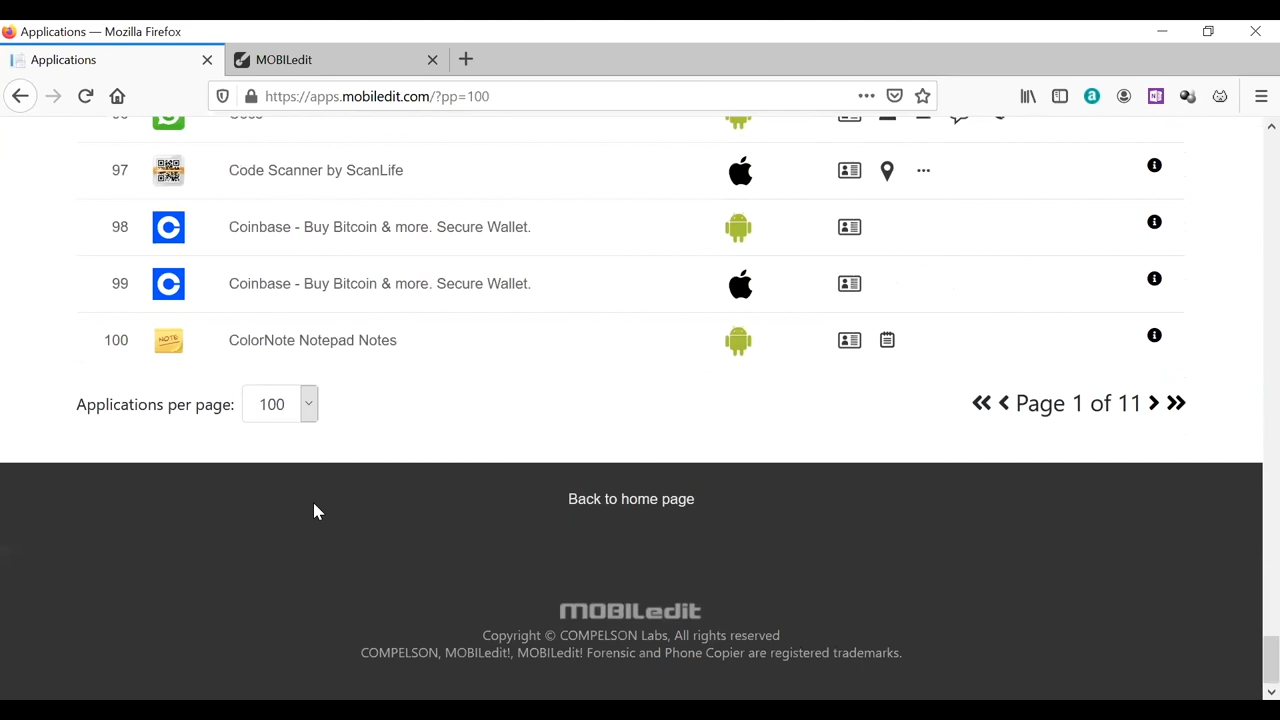 Applications — Mozilla Firefox
Applications
MOBILedit
https://apps.mobiledit.com/?pp=100
97 Code Scanner by ScanLife
98 Coinbase - Buy Bitcoin & more. Secure Wallet.
99 Coinbase - Buy Bitcoin & more. Secure Wallet.
100 NOTE ColorNote Notepad Notes
Applications per page: 100
Page 1 of 11
Back to home page
MOBILedit
Copyright © COMPELSON Labs, All rights reserved
COMPELSON, MOBILedit!, MOBILedit! Forensic and Phone Copier are registered trademarks.